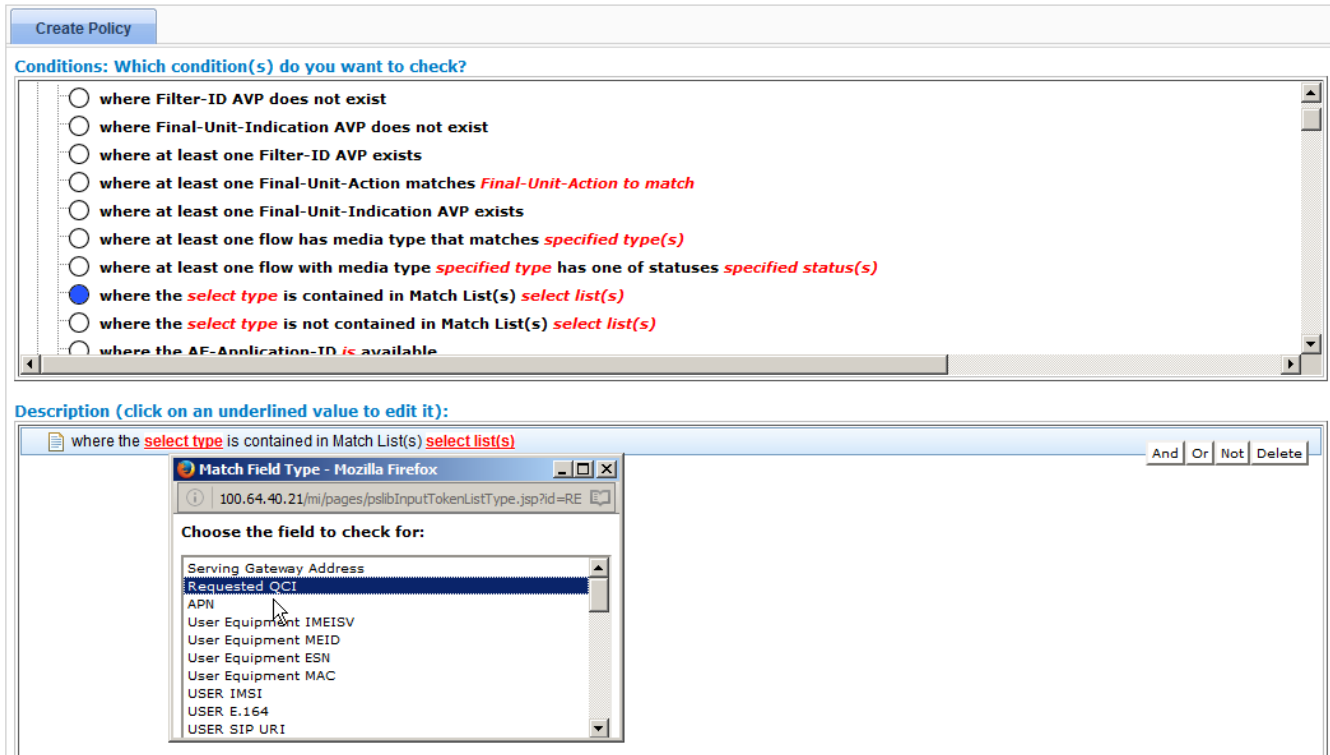 Create Policy
Conditions: Which condition(s) do you want to check?
where Filter-ID AVP does not exist
where Final-Unit-Indication AVP does not exist
where at least one Filter-ID AVP exists
where at least one Final-Unit-Action matches Final-Unit-Action to match
where at least one Final-Unit-Indication AVP exists
where at least one flow has media type that matches specified type(s)
where at least one flow with media type specified type has one of statuses specified status(s)
where the select type is contained in Match List(s) select list(s)
where the select type is not contained in Match List(s) select list(s)
where the AF-Application-ID is available
Description (click on an underlined value to edit it):
where the select type is contained in Match List(s) select list(s)
And Or Not Delete
Match Field Type - Mozilla Firefox
100.64.40.21/mi/pages/pslibInputTokenListType.jsp?id=RE
Choose the field to check for:
Serving Gateway Address
Requested QCI
APN
User Equipment IMEISV
User Equipment MEID
User Equipment ESN
User Equipment MAC
USER IMSI
USER E.164
USER SIP URI